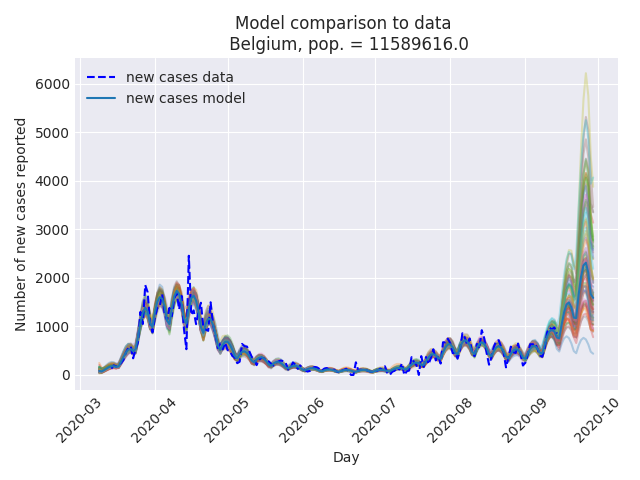 Model comparison to data
Belgium, pop. = 11589616.0
new cases data
new cases model
Number of new cases reported
6000
5000
4000
3000
2000
1000
0
2020-03
2020-04
2020-05
2020-06
2020-07
2020-08
2020-09
2020-10
Day